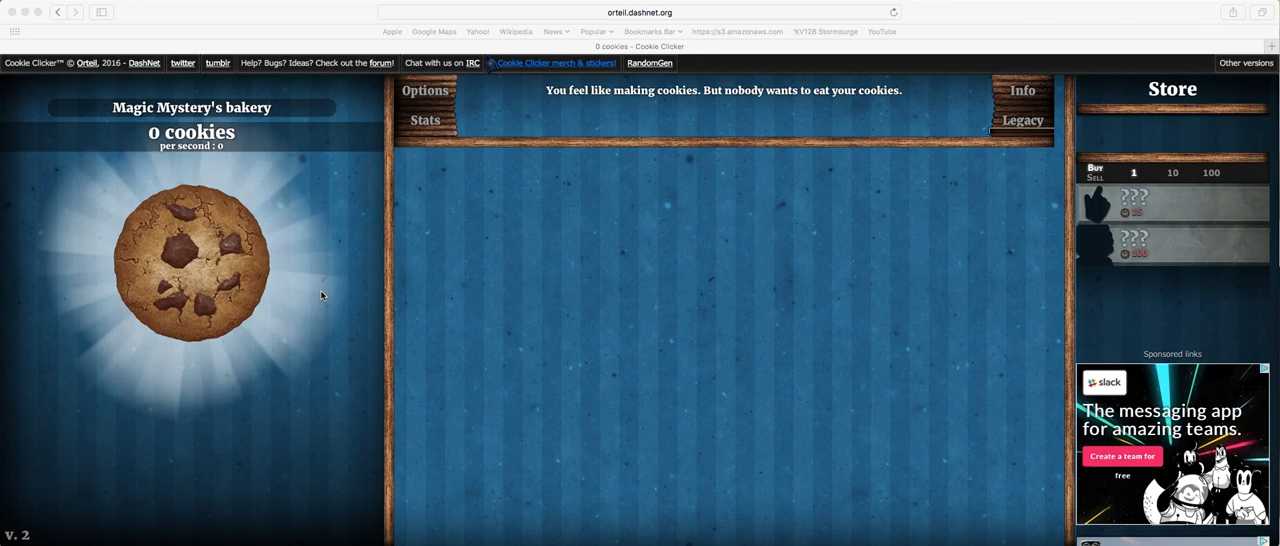 orteil.dashnet.org
Apple Google Maps Yahoo! Wikipedia News Popular Bookmarks Bar https://s3.amazonaws.com 'KV128 Stormsurge YouTube
0 cookies - Cookie Clicker
Cookie Clicker™ © Orteil, 2016 - DashNet twitter tumblr Help? Bugs? Ideas? Check out the forum! Chat with us on IRC Cookie Clicker merch & stickers! RandomGen Other versions
Magic Mystery's bakery
0 cookies
per second : 0
v. 2
Options
Stats
You feel like making cookies. But nobody wants to eat your cookies.
Info
Legacy
Store
Buy
Sell
1 10 100
???
15
???
100
Sponsored links
slack
The messaging app
for amazing teams.
Create a team for
free